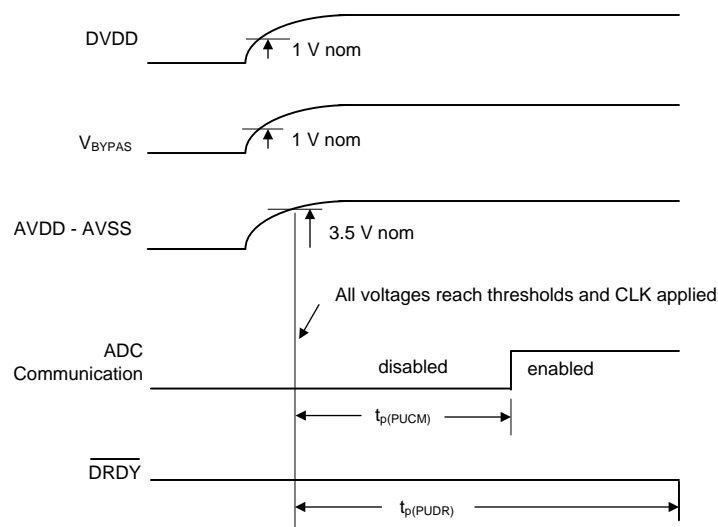 DVDD
1 V nom
VBYPAS
1 V nom
AVDD - AVSS
3.5 V nom
All voltages reach thresholds and CLK applied
ADC
Communication
disabled
enabled
tp(PUCM)
DRDY
tp(PUDR)